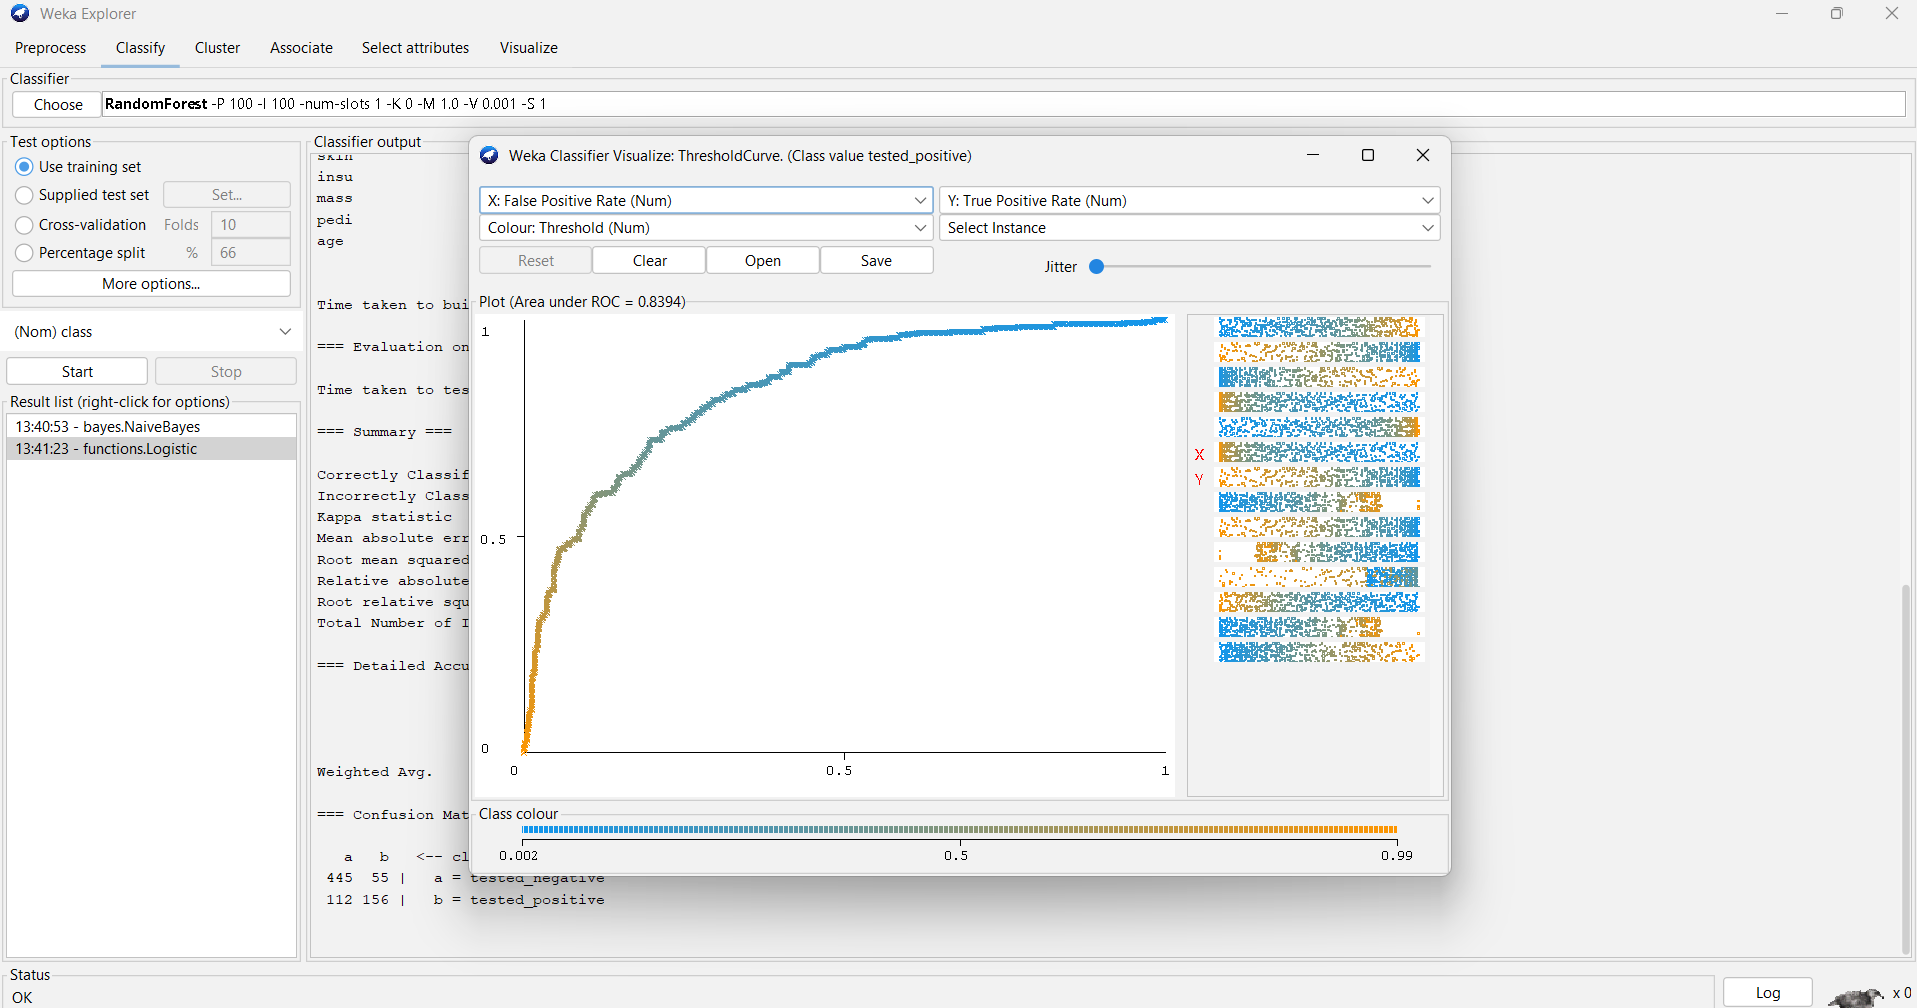 Weka Explorer
Preprocess Classify Cluster Associate Select attributes Visualize
Classifier
Choose RandomForest -P 100 -I 100 -num-slots 1 -K 0 -M 1.0 -V 0.001 -S 1
Test options
Use training set
Supplied test set Set...
Cross-validation Folds 10
Percentage split % 66
More options...
(Nom) class
Start Stop
Result list (right-click for options)
13:40:53 - bayes.NaiveBayes
13:41:23 - functions.Logistic
Classifier output
skin
insu
mass
pedi
age
Time taken to bui
=== Evaluation on
Time taken to tes
=== Summary ===
Correctly Classif
Incorrectly Class
Kappa statistic
Mean absolute err
Root mean squared
Relative absolute
Root relative squ
Total Number of I
=== Detailed Accu
Weighted Avg.
=== Confusion Mat
a b <-- cl
445 55 | a = tested_negative
112 156 | b = tested_positive
Weka Classifier Visualize: ThresholdCurve. (Class value tested_positive)
X: False Positive Rate (Num) Y: True Positive Rate (Num)
Colour: Threshold (Num) Select Instance
Reset Clear Open Save Jitter
Plot (Area under ROC = 0.8394)
1
0.5
0
0 0.5 1
X
Y
Class colour
0.002 0.5 0.99
Status
OK
Log x 0